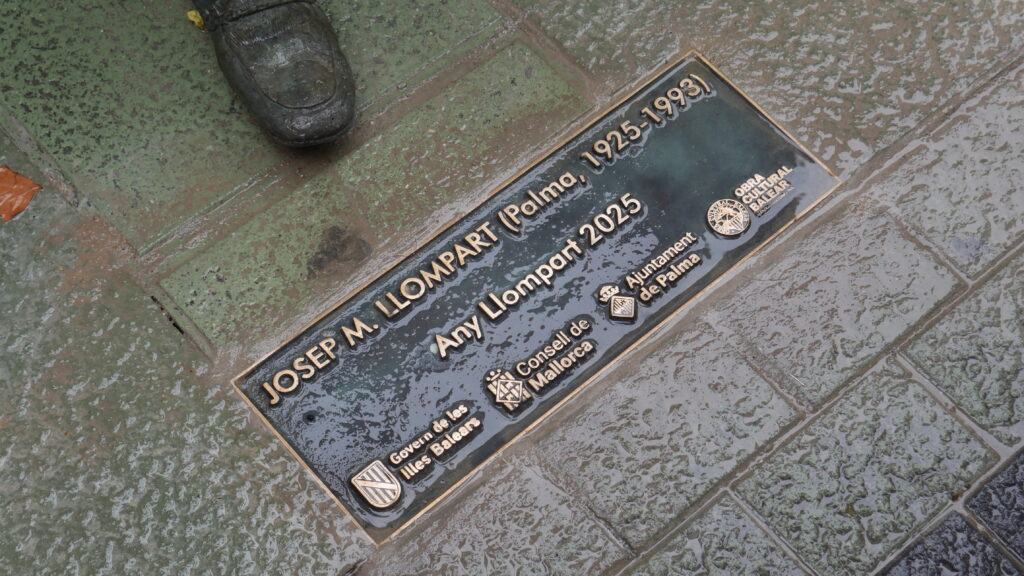 JOSEP M. LLOMPART (Palma, 1925-1993)
Any Llompart 2025
Govern de les
Illes Balears
Consell de
Mallorca
Ajuntament
de Palma
OBRA
CULTURAL
BALEAR